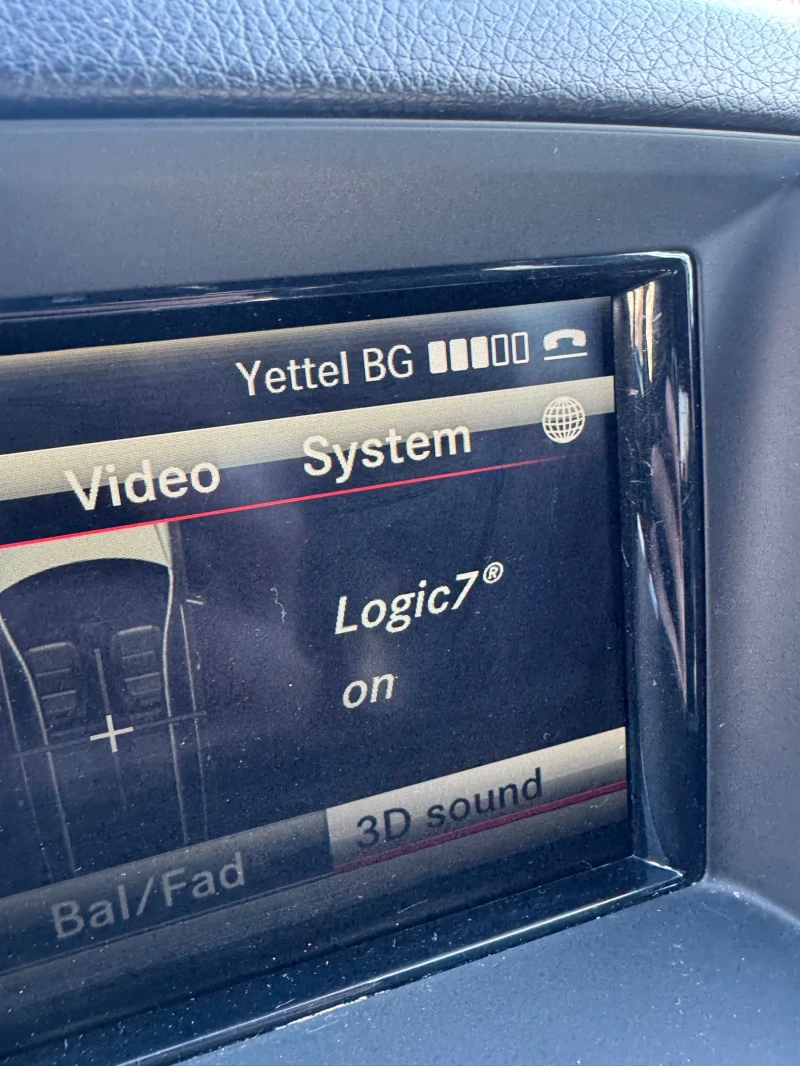 Yettel BG
Video System
Logic7®
on
Bal/Fad 3D sound